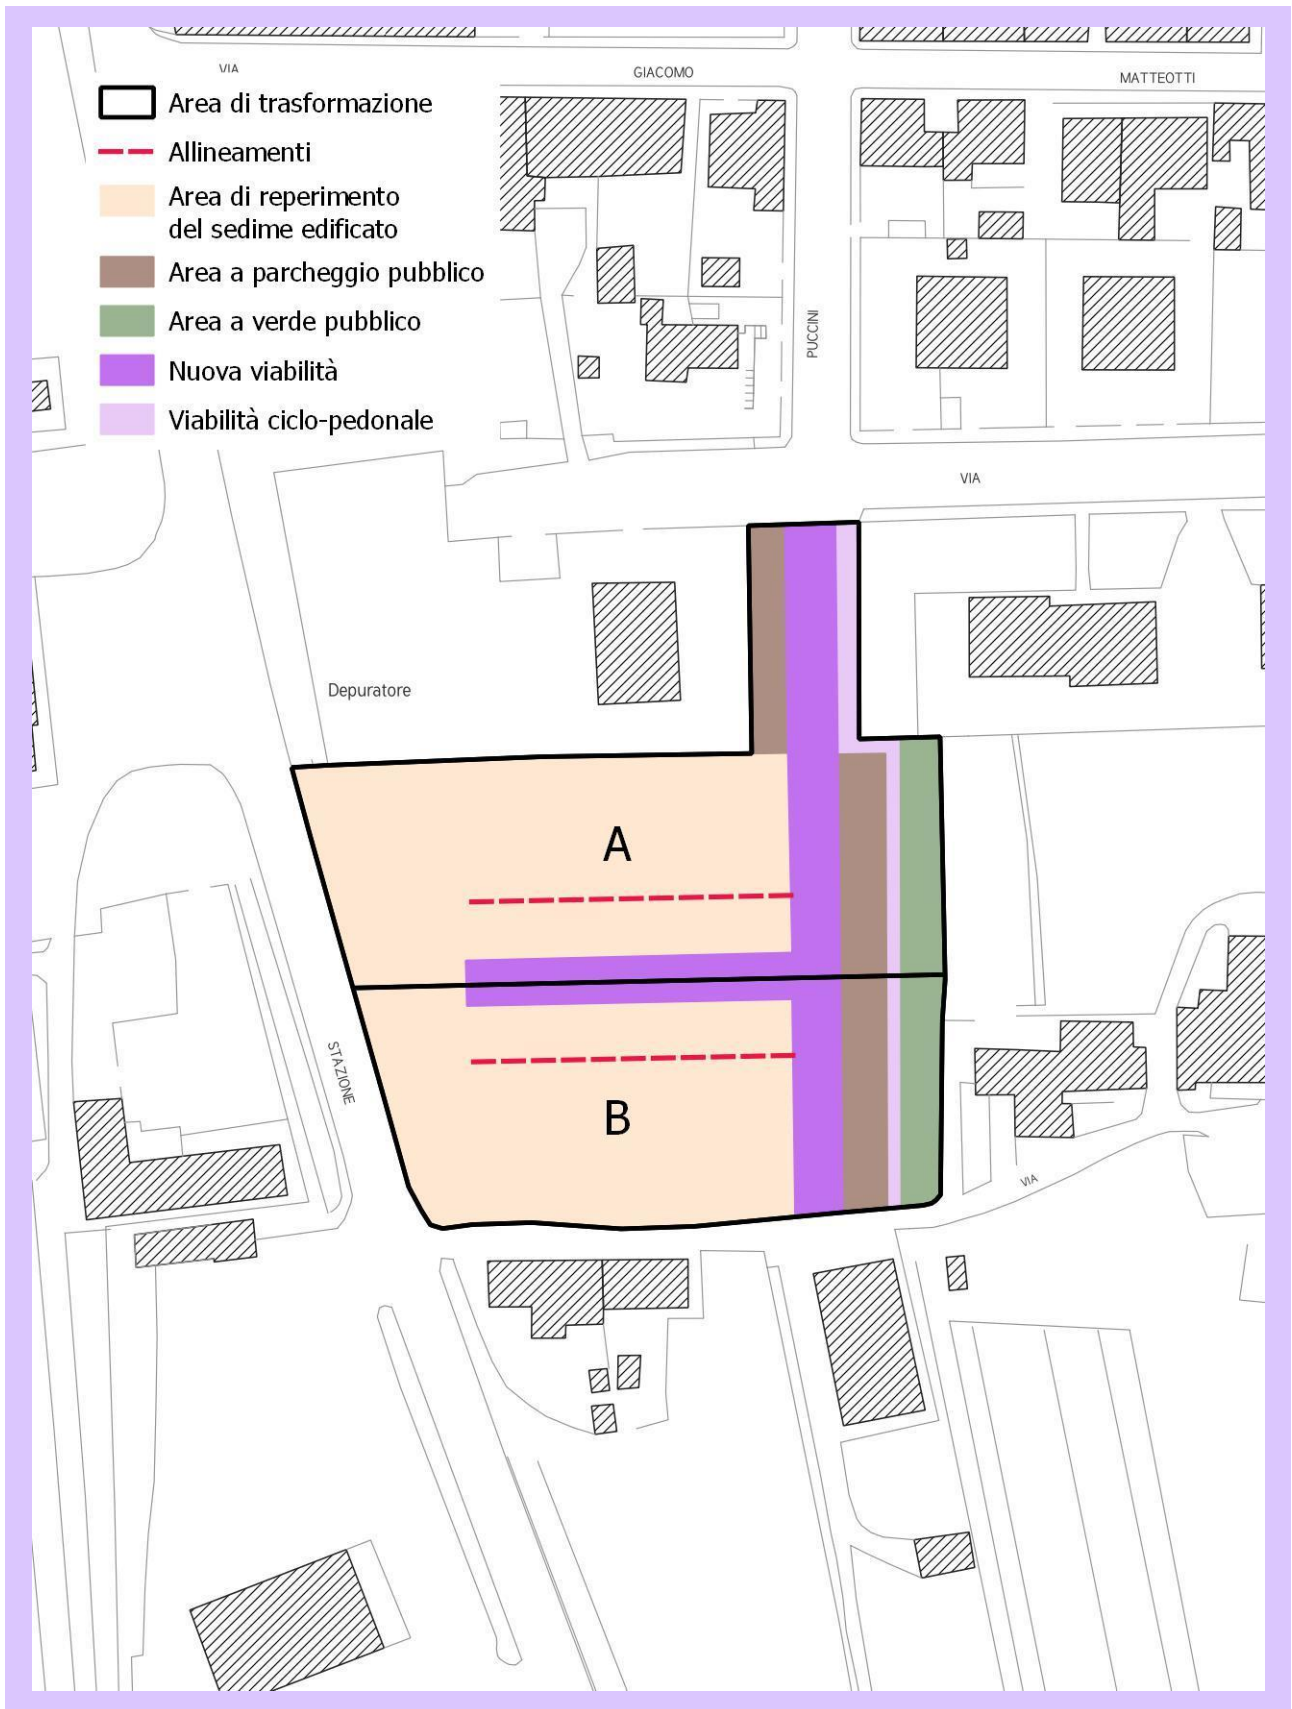 VIA
GIACOMO
MATTEOTTI
Area di trasformazione
Allineamenti
Area di reperimento
del sedime edificato
Area a parcheggio pubblico
Area a verde pubblico
Nuova viabilità
Viabilità ciclo-pedonale
PUCCINI
VIA
Depuratore
A
STAZIONE
B
VIA